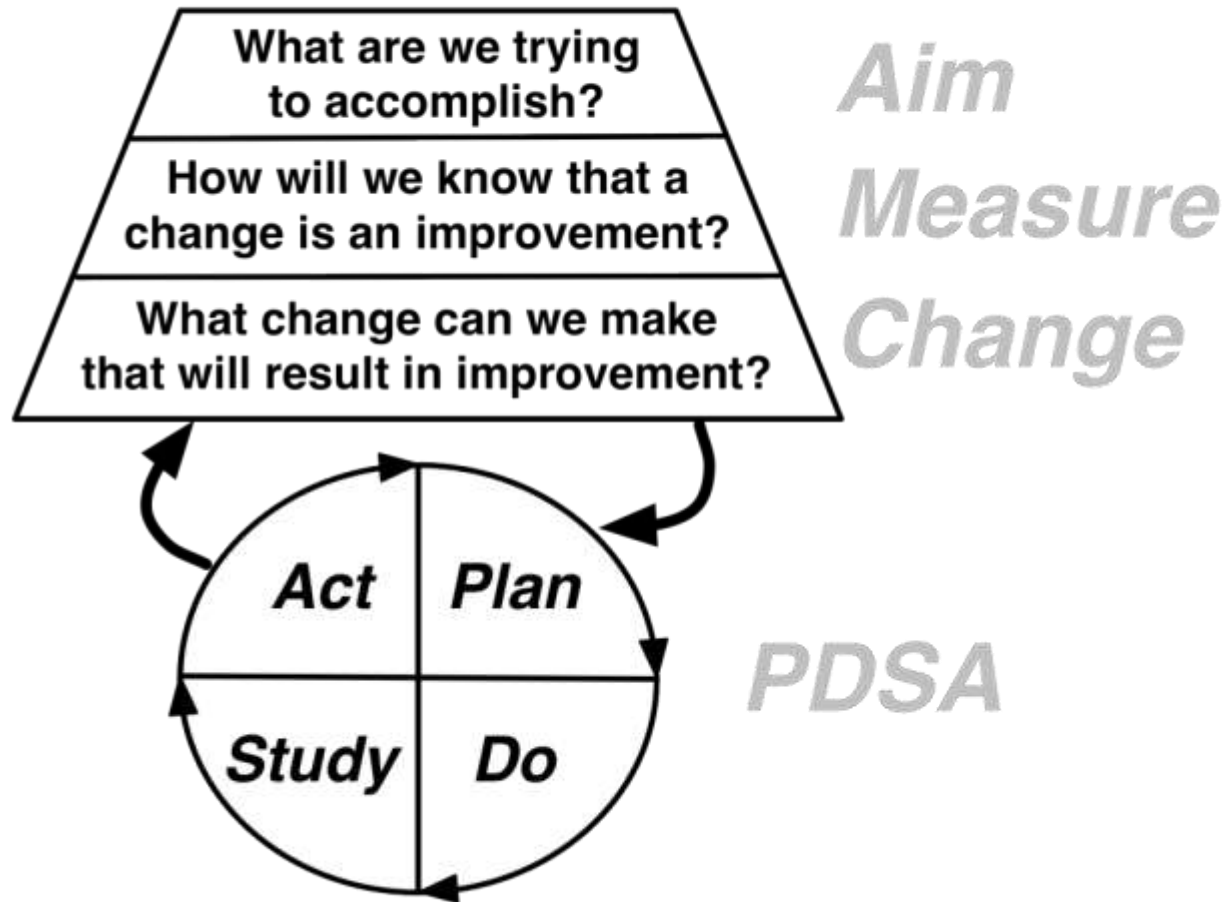 What are we trying
to accomplish?
Aim
How will we know that a
change is an improvement?
Measure
What change can we make
that will result in improvement?
Change
Act
Plan
PDSA
Study
Do